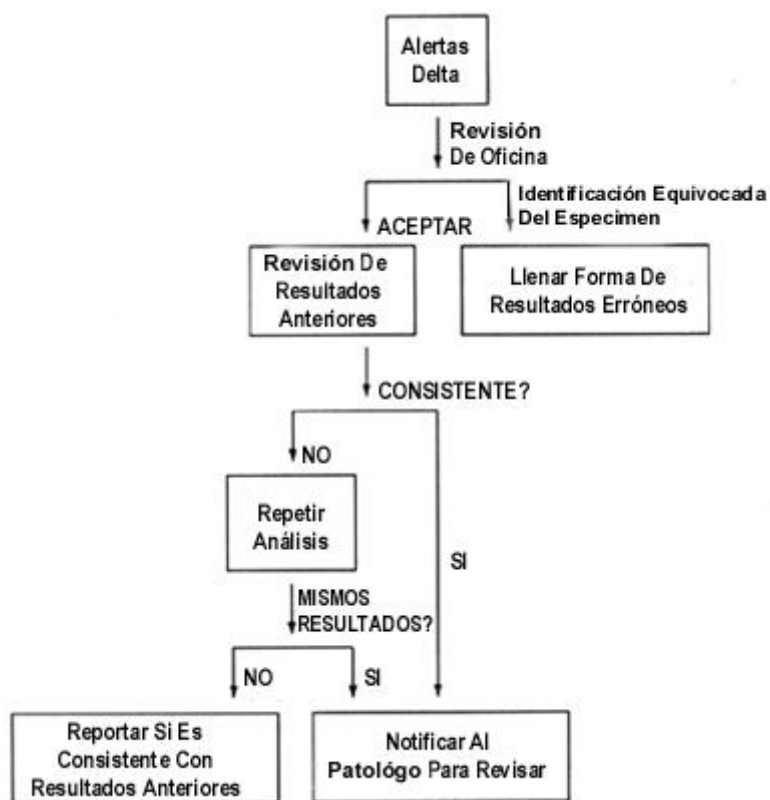 Alertas
Delta
Revisión
De Oficina
Identificación Equivocada
Del Especimen
ACEPTAR
Revisión De
Resultados
Anteriores
Llenar Forma De
Resultados Erróneos
CONSISTENTE?
NO
Repetir
Análisis
SI
MISMOS
RESULTADOS?
NO
SI
Reportar Si Es
Consistente Con
Resultados Anteriores
Notificar Al
Patológo Para Revisar